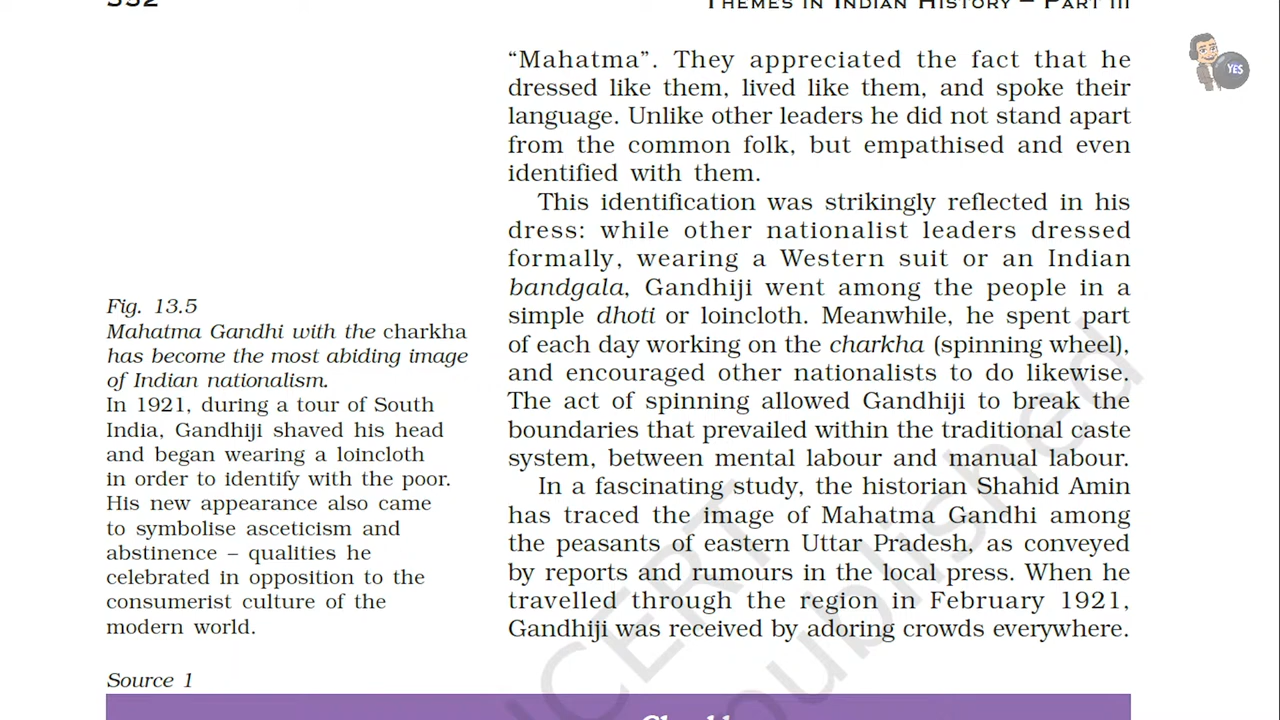 332
THEMES IN INDIAN HISTORY – PART III
YES
“Mahatma”. They appreciated the fact that he
dressed like them, lived like them, and spoke their
language. Unlike other leaders he did not stand apart
from the common folk, but empathised and even
identified with them.
This identification was strikingly reflected in his
dress: while other nationalist leaders dressed
formally, wearing a Western suit or an Indian
bandgala, Gandhiji went among the people in a
simple dhoti or loincloth. Meanwhile, he spent part
of each day working on the charkha (spinning wheel),
and encouraged other nationalists to do likewise.
The act of spinning allowed Gandhiji to break the
boundaries that prevailed within the traditional caste
system, between mental labour and manual labour.
In a fascinating study, the historian Shahid Amin
has traced the image of Mahatma Gandhi among
the peasants of eastern Uttar Pradesh, as conveyed
by reports and rumours in the local press. When he
travelled through the region in February 1921,
Gandhiji was received by adoring crowds everywhere.
Fig. 13.5
Mahatma Gandhi with the charkha
has become the most abiding image
of Indian nationalism.
In 1921, during a tour of South
India, Gandhiji shaved his head
and began wearing a loincloth
in order to identify with the poor.
His new appearance also came
to symbolise asceticism and
abstinence – qualities he
celebrated in opposition to the
consumerist culture of the
modern world.
Source 1
NCERT
published